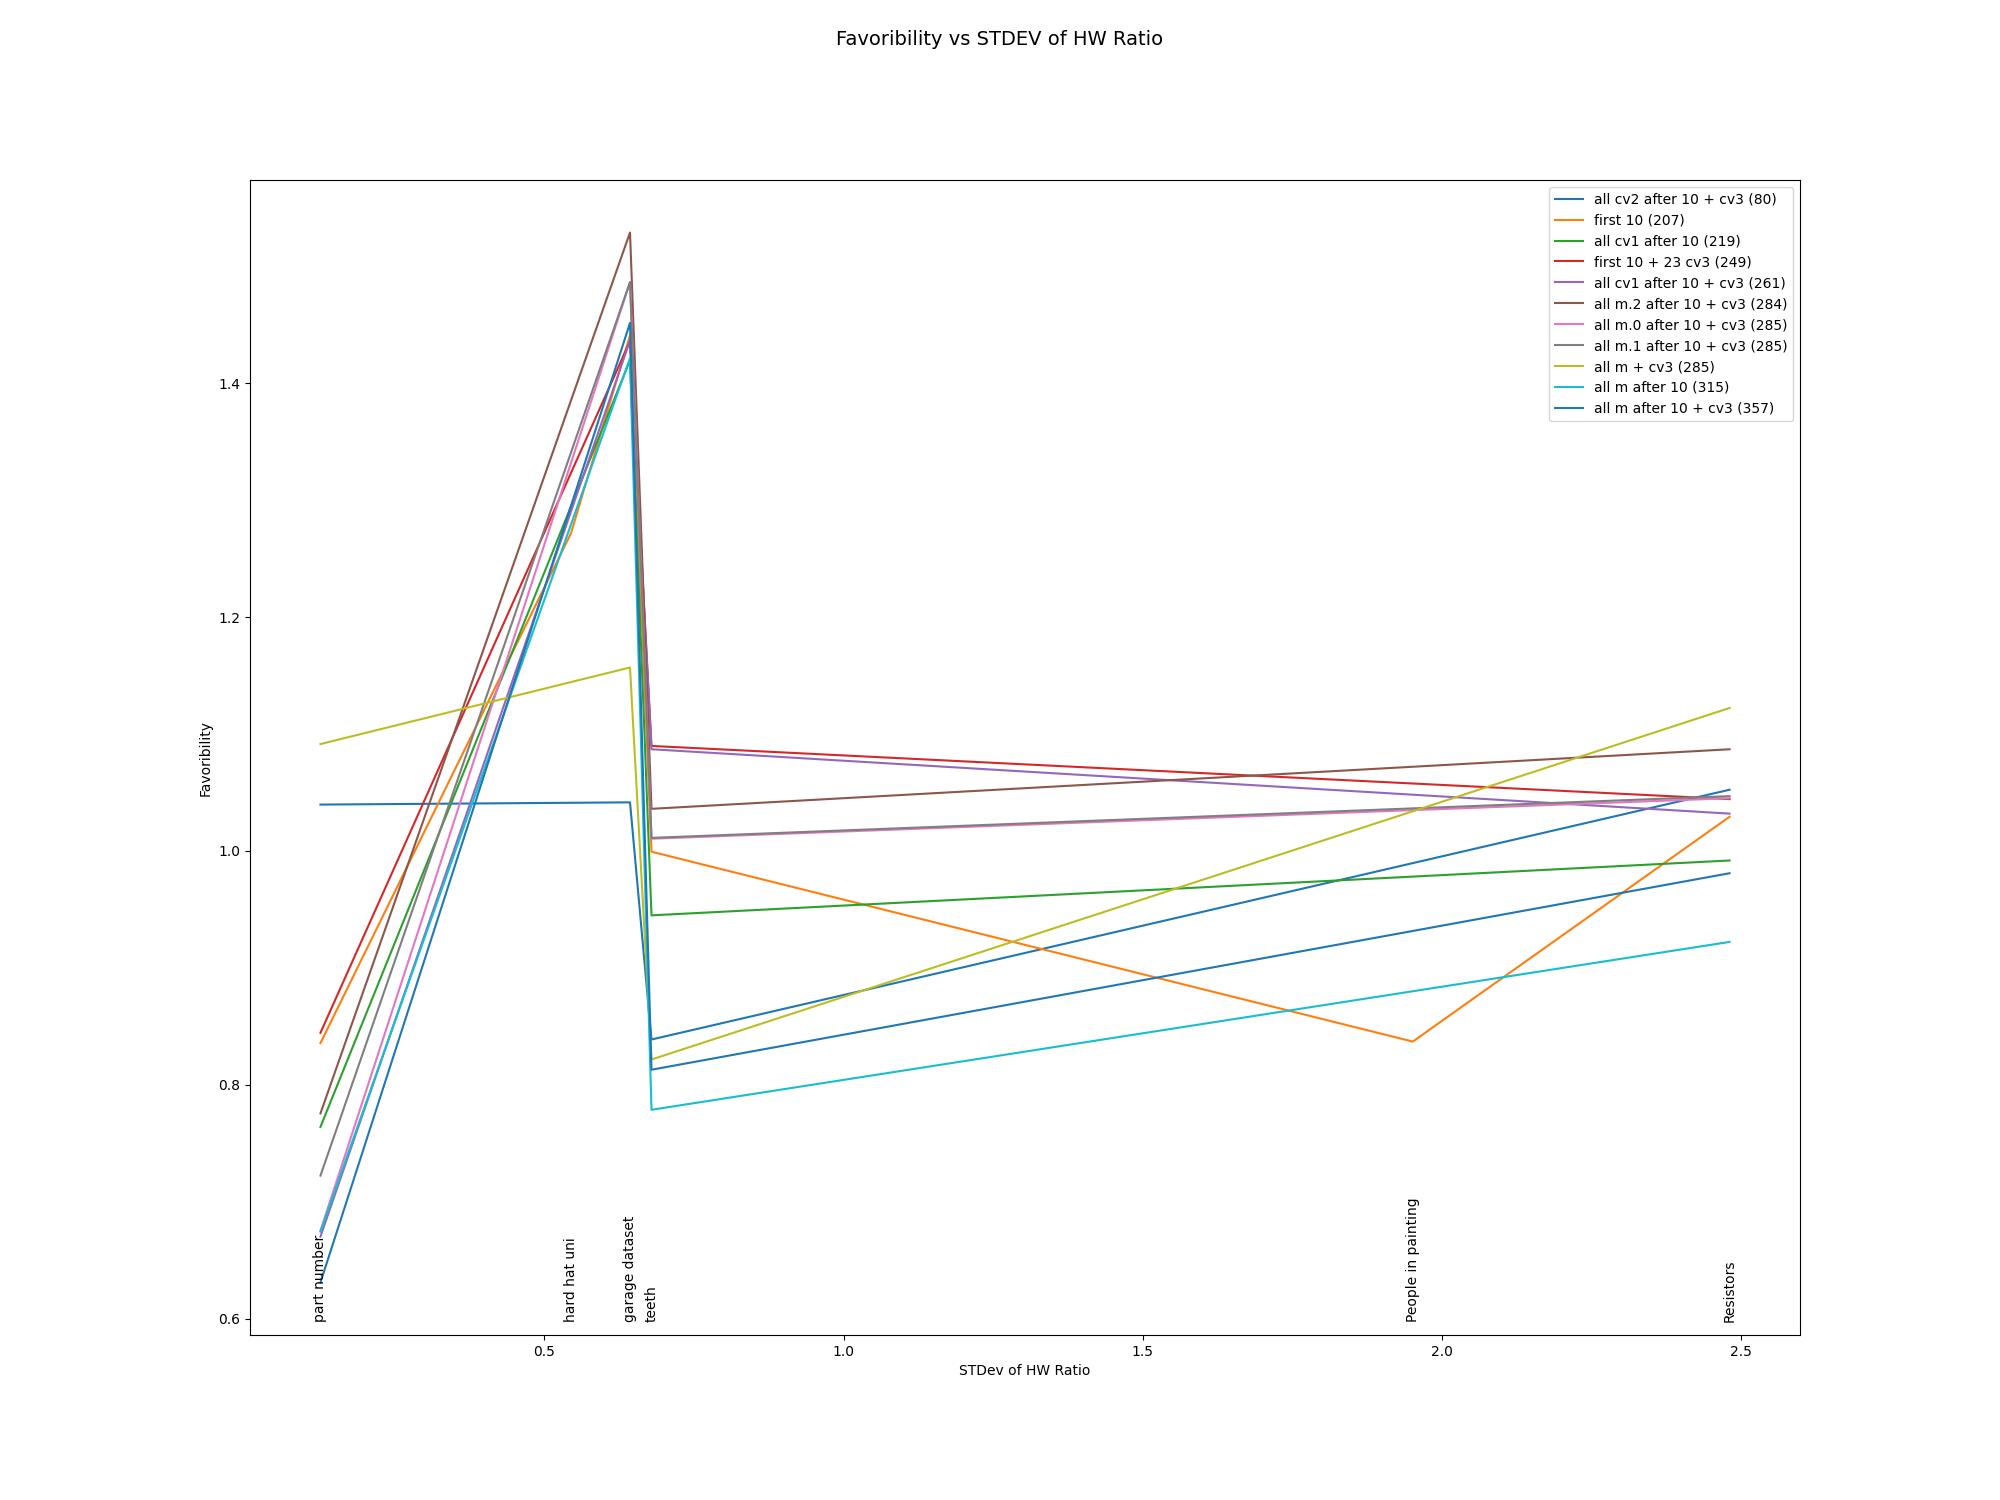 Favoribility vs STDEV of HW Ratio
all cv2 after 10 + cv3 (80)
first 10 (207)
all cv1 after 10 (219)
first 10 + 23 cv3 (249)
all cv1 after 10 + cv3 (261)
all m.2 after 10 + cv3 (284)
all m.0 after 10 + cv3 (285)
all m.1 after 10 + cv3 (285)
all m + cv3 (285)
all m after 10 (315)
all m after 10 + cv3 (357)
Favoribility
1.4
1.2
1.0
0.8
0.6
part number
hard hat uni
garage dataset
teeth
People in painting
Resistors
0.5
1.0
1.5
2.0
2.5
STDev of HW Ratio